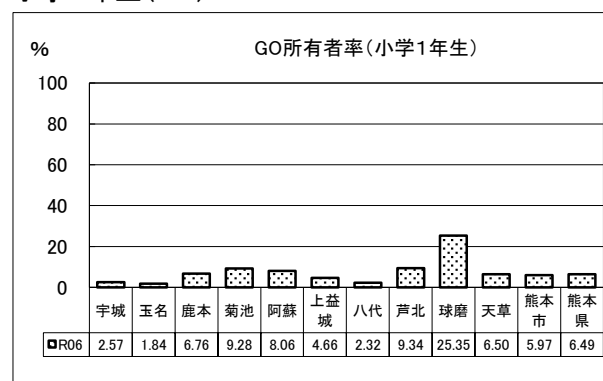 %
GO所有者率(小学1年生)
100
80
60
40
20
0
宇城 玉名 鹿本 菊池 阿蘇 上益城 八代 芦北 球磨 天草 熊本市 熊本県
R06 2.57 1.84 6.76 9.28 8.06 4.66 2.32 9.34 25.35 6.50 5.97 6.49